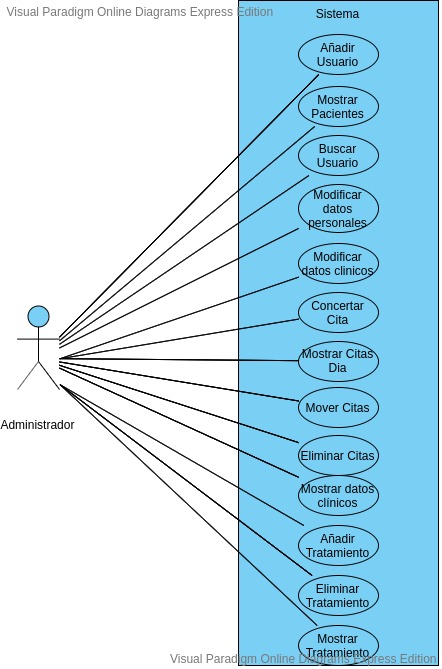 Visual Paradigm Online Diagrams Express Edition
Sistema
Añadir
Usuario
Mostrar
Pacientes
Buscar
Usuario
Modificar
datos
personales
Modificar
datos clinicos
Concertar
Cita
Mostrar Citas
Dia
Mover Citas
Administrador
Eliminar Citas
Mostrar datos
clínicos
Añadir
Tratamiento
Eliminar
Tratamiento
Mostrar
Tratamiento
Visual Paradigm Online Diagrams Express Edition